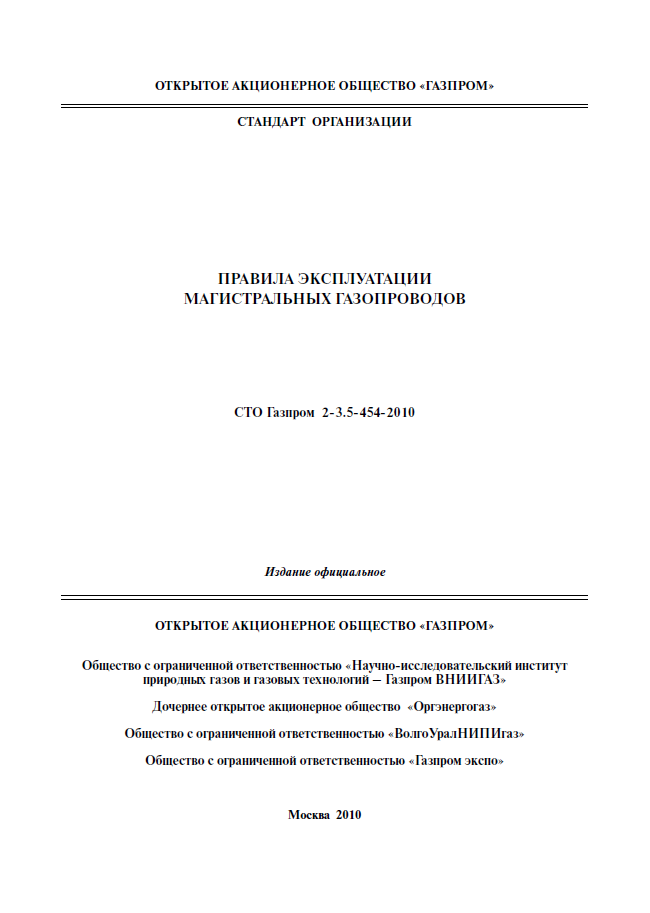 ОТКРЫТОЕ АКЦИОНЕРНОЕ ОБЩЕСТВО «ГАЗПРОМ»
СТАНДАРТ ОРГАНИЗАЦИИ
ПРАВИЛА ЭКСПЛУАТАЦИИ
МАГИСТРАЛЬНЫХ ГАЗОПРОВОДОВ
СТО Газпром 2-3.5-454-2010
Издание официальное
ОТКРЫТОЕ АКЦИОНЕРНОЕ ОБЩЕСТВО «ГАЗПРОМ»
Общество с ограниченной ответственностью «Научно-исследовательский институт
природных газов и газовых технологий – Газпром ВНИИГАЗ»
Дочернее открытое акционерное общество «Оргэнергогаз»
Общество с ограниченной ответственностью «ВолгоУралНИПИгаз»
Общество с ограниченной ответственностью «Газпром экспо»
Москва 2010